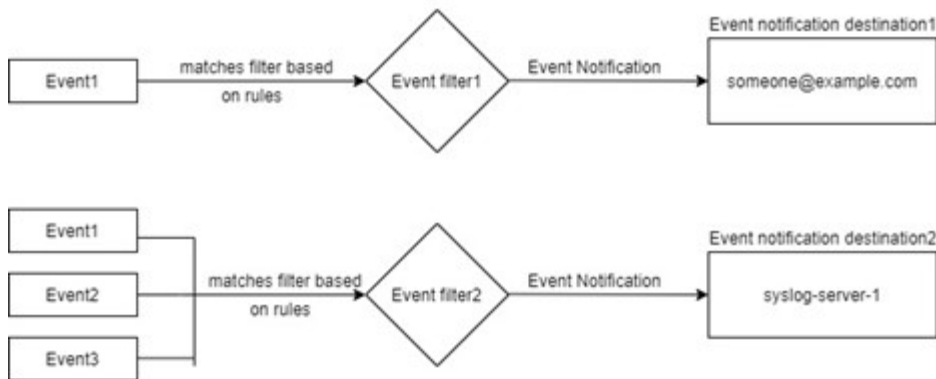 Event notification destination1
Event1
matches filter based
on rules
Event filter1
Event Notification
someone@example.com
Event1
Event2
Event3
matches filter based
on rules
Event filter2
Event Notification
Event notification destination2
syslog-server-1